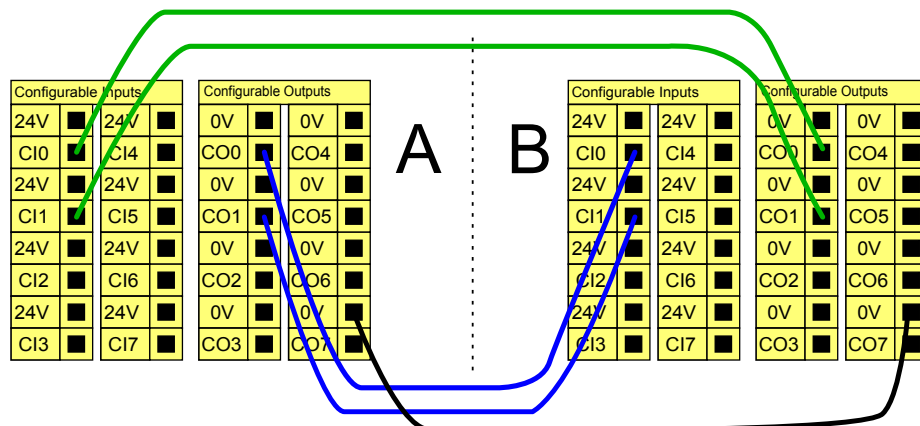 Configurable Inputs Configurable Outputs A B Configurable Inputs Configurable Outputs
24V 24V 0V 0V 24V 24V 0V 0V
CI0 CI4 CO0 CO4 CI0 CI4 CO0 CO4
24V 24V 0V 0V 24V 24V 0V 0V
CI1 CI5 CO1 CO5 CI1 CI5 CO1 CO5
24V 24V 0V 0V 24V 24V 0V 0V
CI2 CI6 CO2 CO6 CI2 CI6 CO2 CO6
24V 24V 0V 0V 24V 24V 0V 0V
CI3 CI7 CO3 CO7 CI3 CI7 CO3 CO7